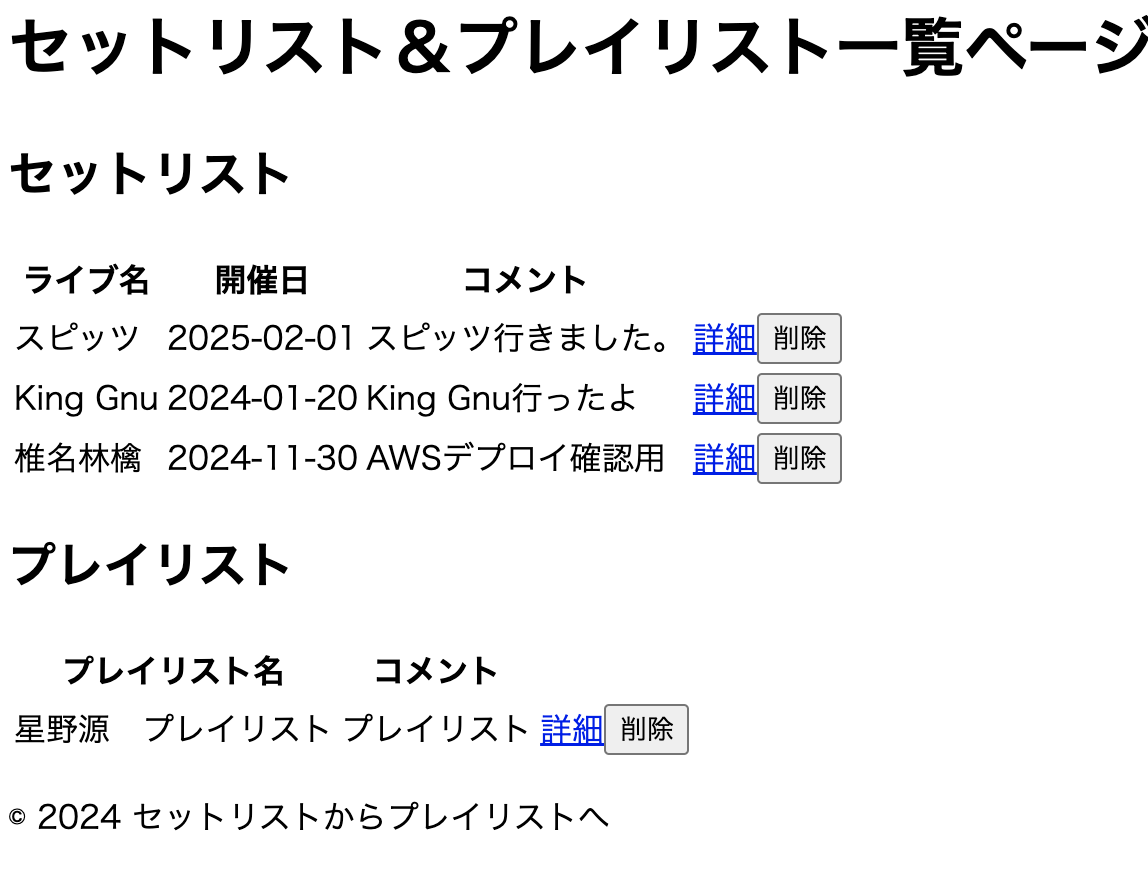 セットリスト＆プレイリスト一覧ページ
セットリスト
ライブ名 開催日 コメント
スピッツ 2025-02-01 スピッツ行きました。 詳細 削除
King Gnu 2024-01-20 King Gnu行ったよ 詳細 削除
椎名林檎 2024-11-30 AWSデプロイ確認用 詳細 削除
プレイリスト
プレイリスト名 コメント
星野源　プレイリスト プレイリスト 詳細 削除
© 2024 セットリストからプレイリストへ